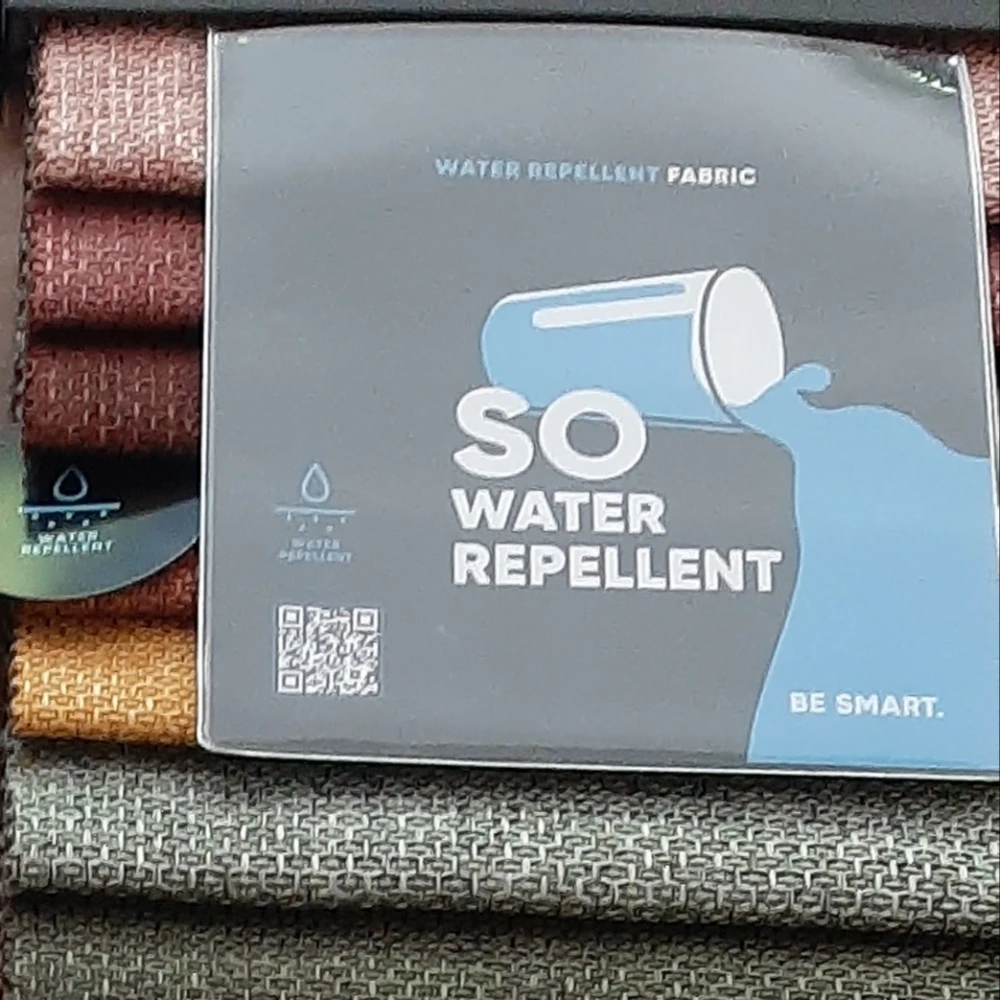 WATER REPELLENT FABRIC
SO
WATER
REPELLENT
WATER
REPELLENT
WATER
REPELLENT
BE SMART.